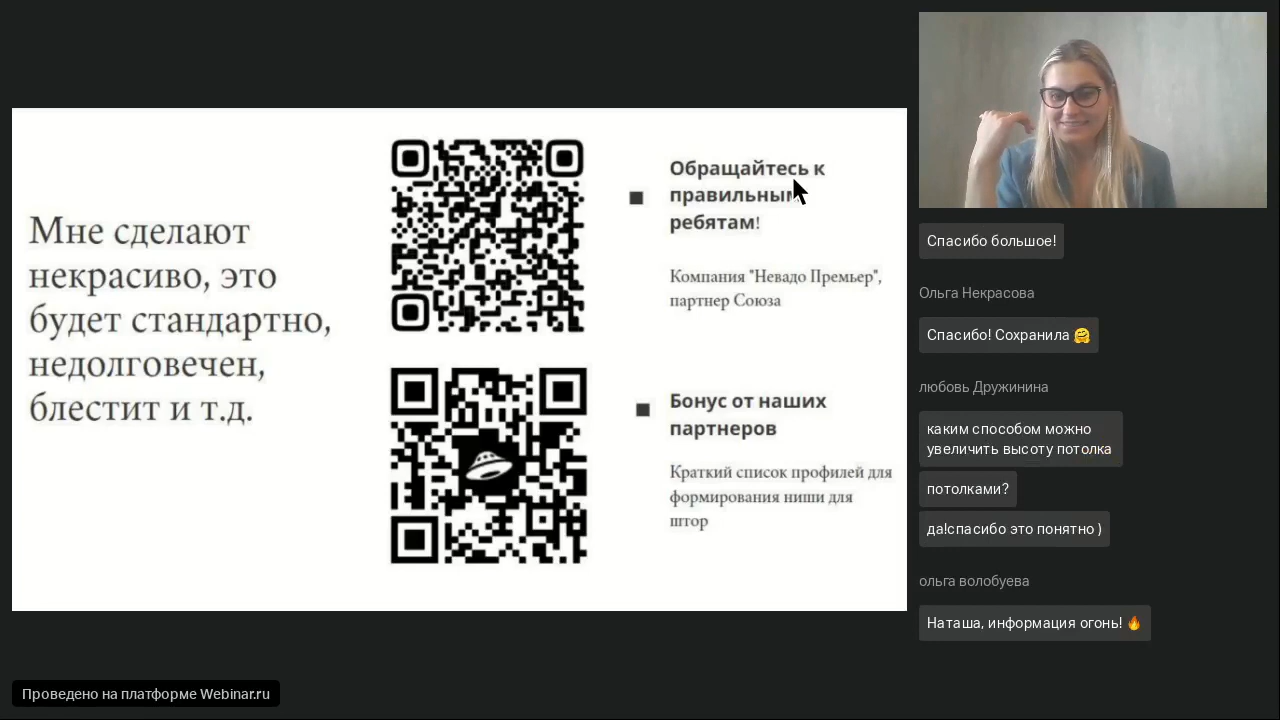 Мне сделают
некрасиво, это
будет стандартно,
недолговечен,
блестит и т.д.
Обращайтесь к
правильным
ребятам!
Компания "Невадо Премьер",
партнер Союза
Бонус от наших
партнеров
Краткий список профилей для
формирования ниши для
штор
Спасибо большое!
Ольга Некрасова
Спасибо! Сохранила 🤗
любовь Дружинина
каким способом можно
увеличить высоту потолка
потолками?
да!спасибо это понятно )
ольга волобуева
Наташа, информация огонь! 🔥
Проведено на платформе Webinar.ru